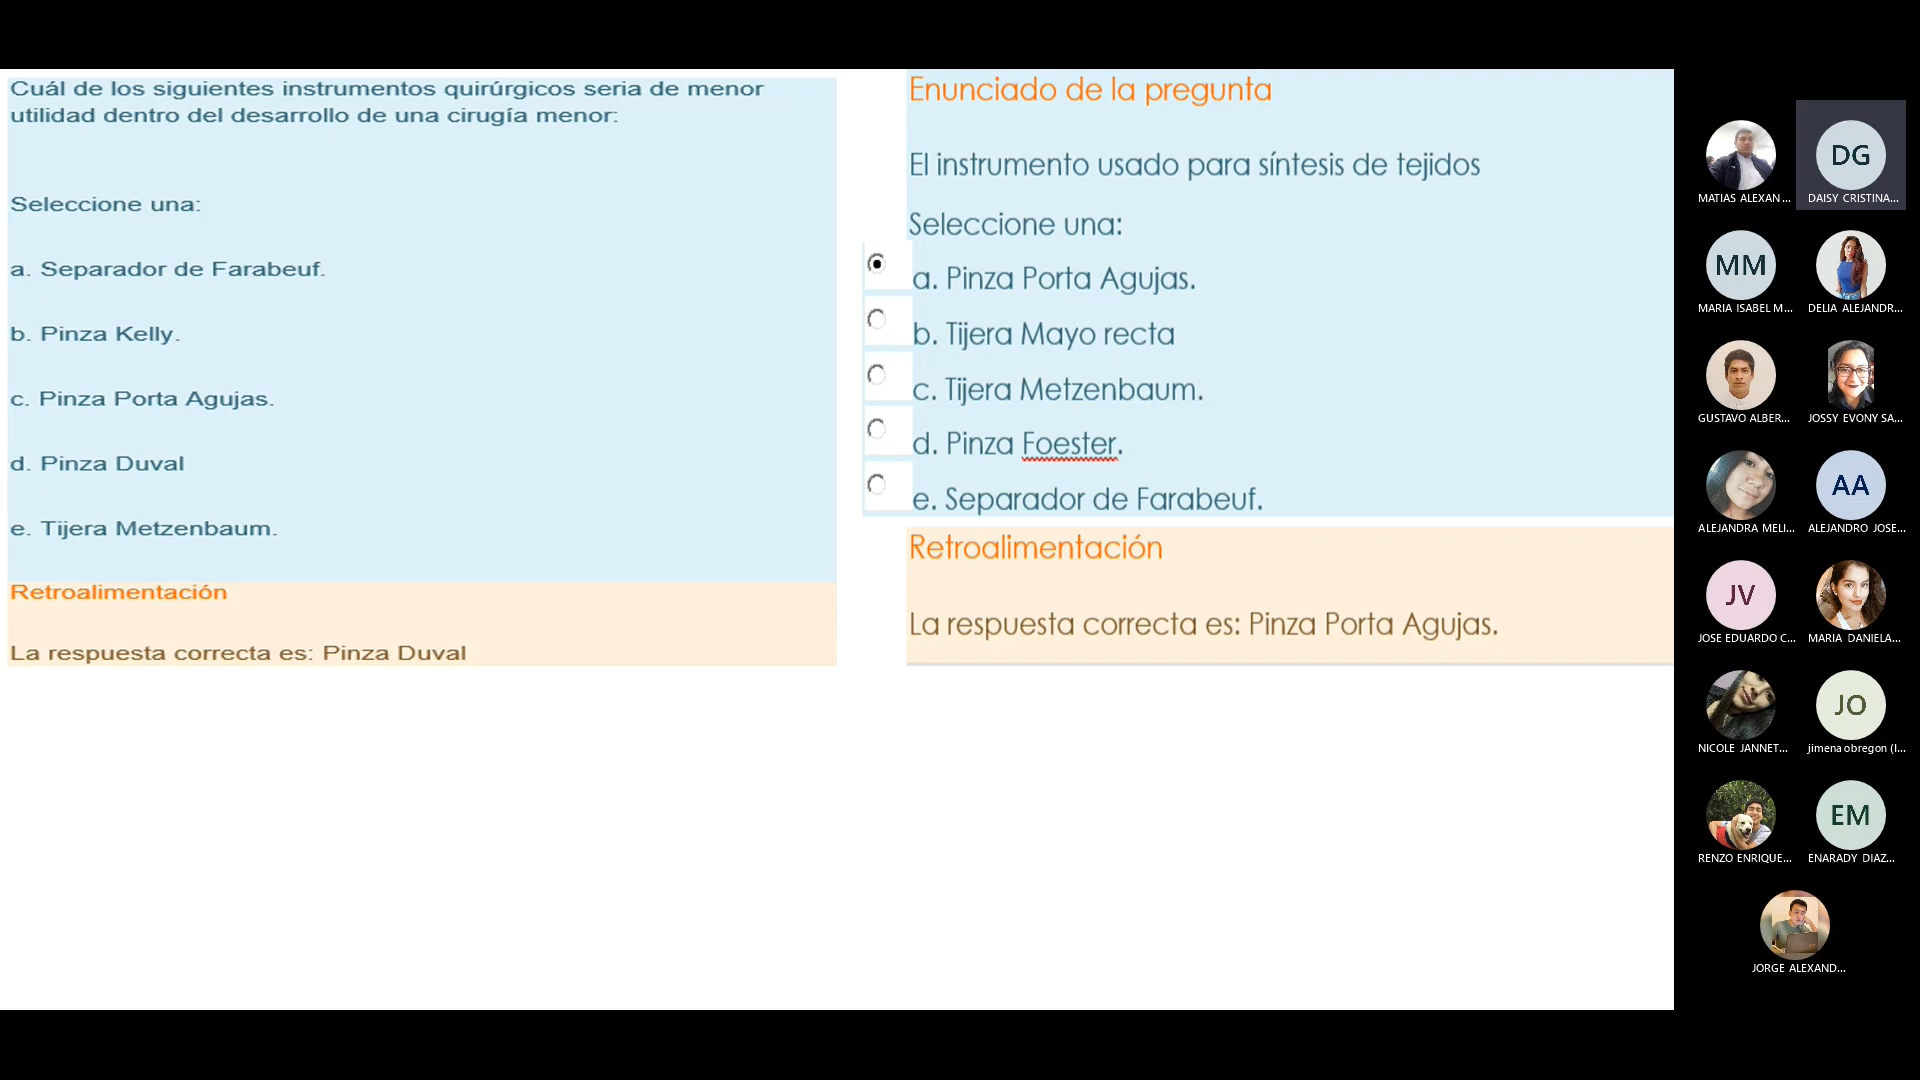 Cuál de los siguientes instrumentos quirúrgicos seria de menor
utilidad dentro del desarrollo de una cirugía menor:
Seleccione una:
a. Separador de Farabeuf.
b. Pinza Kelly.
c. Pinza Porta Agujas.
d. Pinza Duval
e. Tijera Metzenbaum.
Retroalimentación
La respuesta correcta es: Pinza Duval
Enunciado de la pregunta
El instrumento usado para síntesis de tejidos
Seleccione una:
a. Pinza Porta Agujas.
b. Tijera Mayo recta
c. Tijera Metzenbaum.
d. Pinza Foester.
e. Separador de Farabeuf.
Retroalimentación
La respuesta correcta es: Pinza Porta Agujas.
MATIAS ALEXAN...
DG
DAISY CRISTINA...
MM
MARIA ISABEL M...
DELIA ALEJANDR...
GUSTAVO ALBER...
JOSSY EVONY SA...
ALEJANDRA MELI...
AA
ALEJANDRO JOSE...
JV
JOSE EDUARDO C...
MARIA DANIELA...
NICOLE JANNET...
JO
jimena obregon (I...
RENZO ENRIQUE...
EM
ENARADY DIAZ...
JORGE ALEXAND...